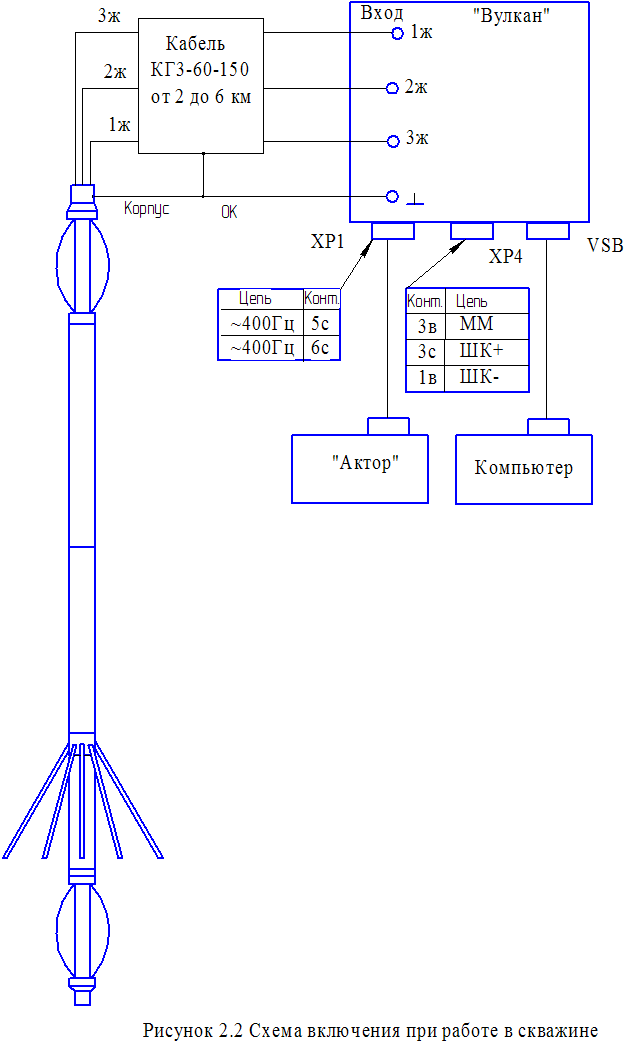 3ж
Вход
"Вулкан"
Кабель
1ж
КГ3-60-150
2ж
2ж
от 2 до 6 км
1ж
3ж
Корпус
ОК
⊥
ХР1
ХР4
VSB
Цепь Конт.
~400Гц 5с
~400Гц 6с
Конт. Цепь
3в ММ
3с ШК+
1в ШК-
"Актор"
Компьютер
Рисунок 2.2 Схема включения при работе в скважине